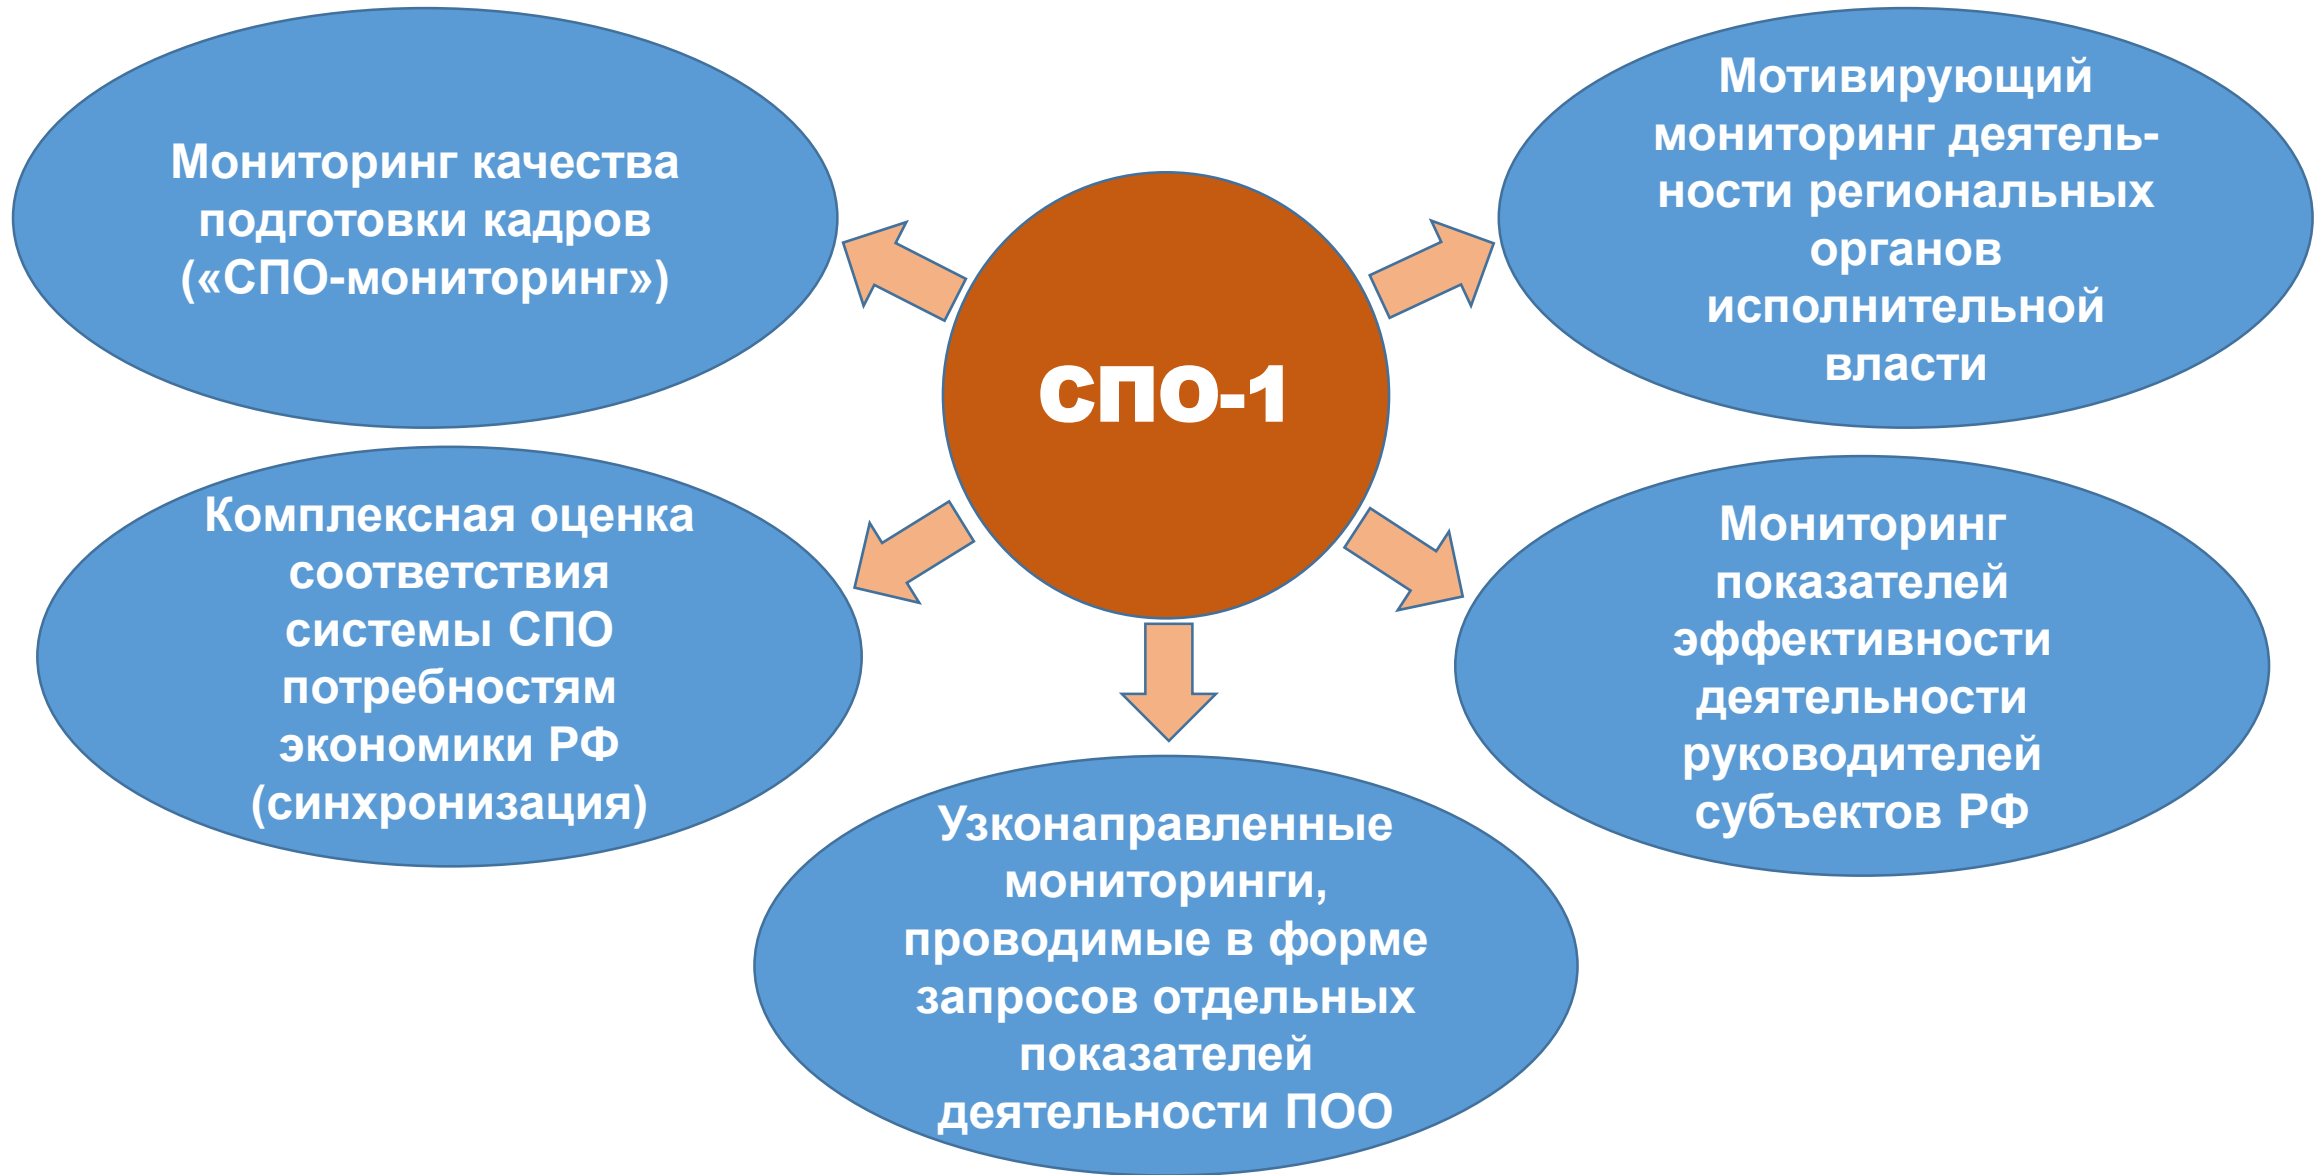 Мониторинг качества
подготовки кадров
(«СПО-мониторинг»)
Мотивирующий
мониторинг деятель-
ности региональных
органов
исполнительной
власти
СПО-1
Комплексная оценка
соответствия
системы СПО
потребностям
экономики РФ
(синхронизация)
Мониторинг
показателей
эффективности
деятельности
руководителей
субъектов РФ
Узконаправленные
мониторинги,
проводимые в форме
запросов отдельных
показателей
деятельности ПОО